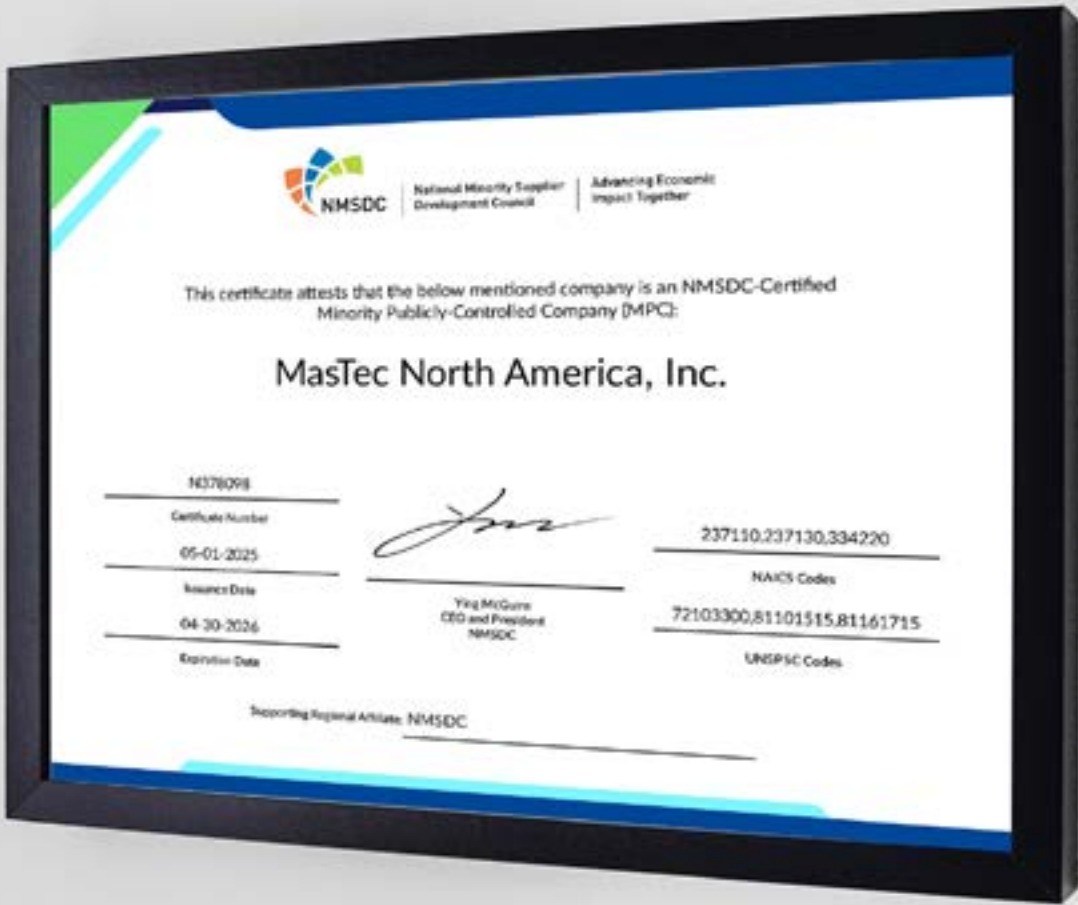 NMSDC
National Minority Supplier
Development Council
Advancing Economic
Impact Together
This certificate attests that the below mentioned company is an NMSDC-Certified
Minority Publicly-Controlled Company (MPC):
MasTec North America, Inc.
N378098
Certificate Number
05-01-2025
Issuance Date
04-30-2026
Expiration Date
Ying McGuire
CEO and President
NMSDC
237110,237130,334220
NAICS Codes
72103300,81101515,81161715
UNSPSC Codes
Supporting Regional Affiliate: NMSDC